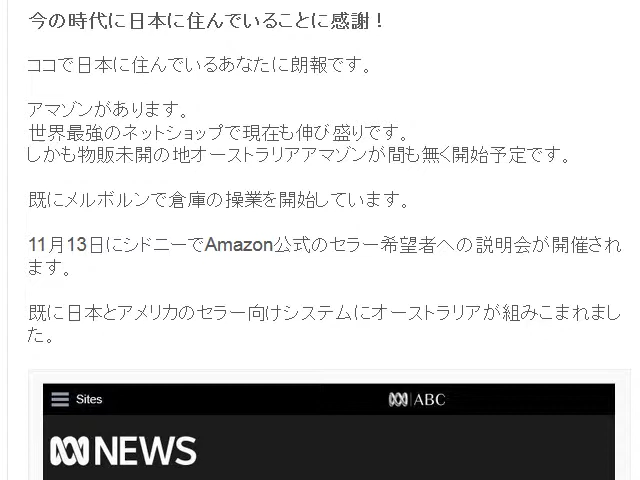 今の時代に日本に住んでいることに感謝！
ココで日本に住んでいるあなたに朗報です。
アマゾンがあります。
世界最強のネットショップで現在も伸び盛りです。
しかも物販未開の地オーストラリアアマゾンが間も無く開始予定です。
既にメルボルンで倉庫の操業を開始しています。
11月13日にシドニーでAmazon公式のセラー希望者への説明会が開催され
ます。
既に日本とアメリカのセラー向けシステムにオーストラリアが組みこまれまし
た。
Sites ABC
NEWS